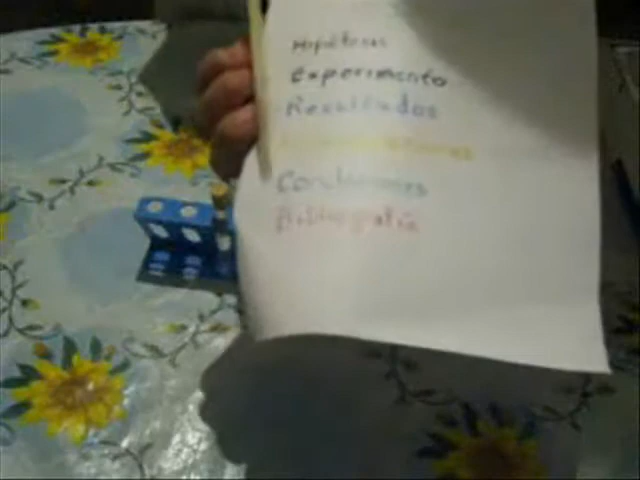 Hipótesis
Experimento
Resultados
Conclusiones
Bibliografía